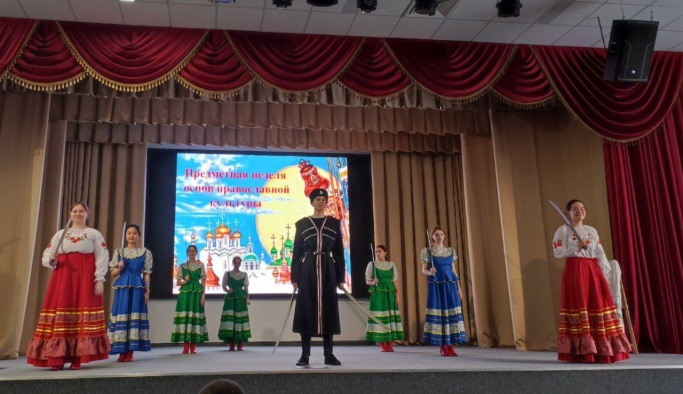 Предметная неделя
основ православной
культуры